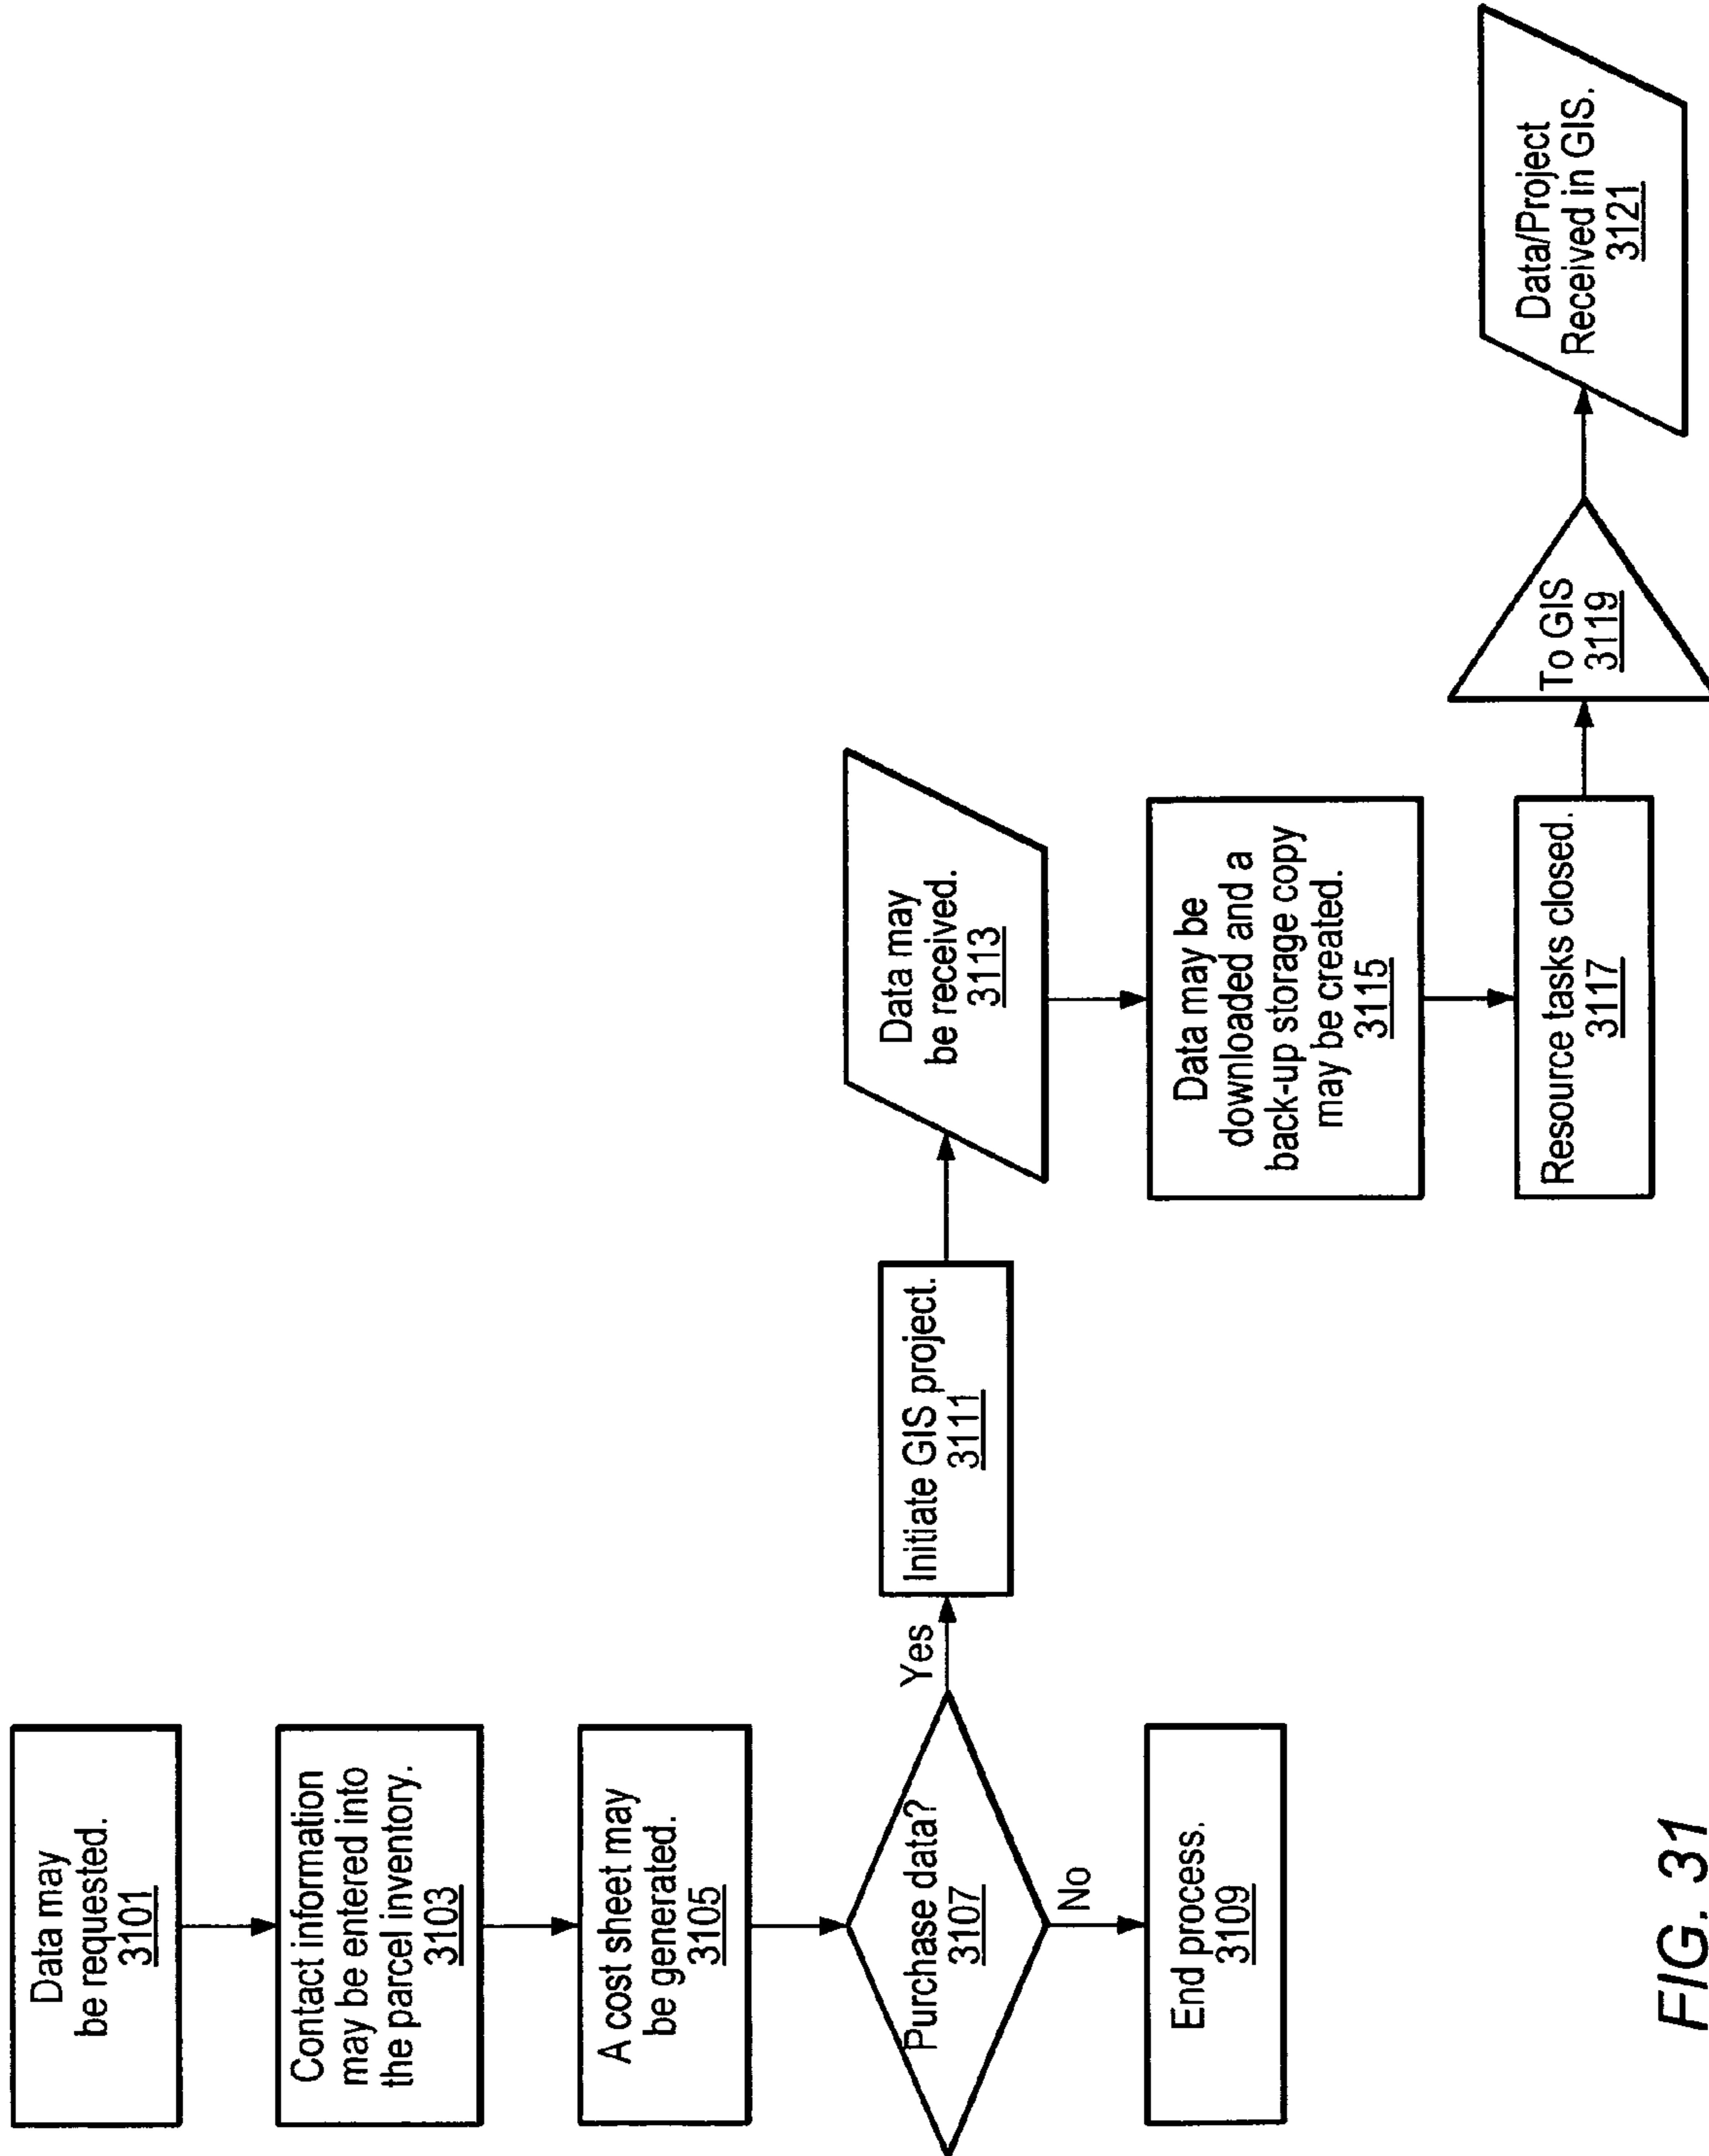 Data may
be requested.
3101
Contact information
may be entered into
the parcel inventory.
3103
A cost sheet may
be generated.
3105
Purchase data?
3107
Yes
No
End process.
3109
Initiate GIS project.
3111
Data may
be received.
3113
Data may be
downloaded and a
back-up storage copy
may be created.
3115
Resource tasks closed.
3117
To GIS
3119
Data/Project
Received in GIS.
3121
FIG. 31